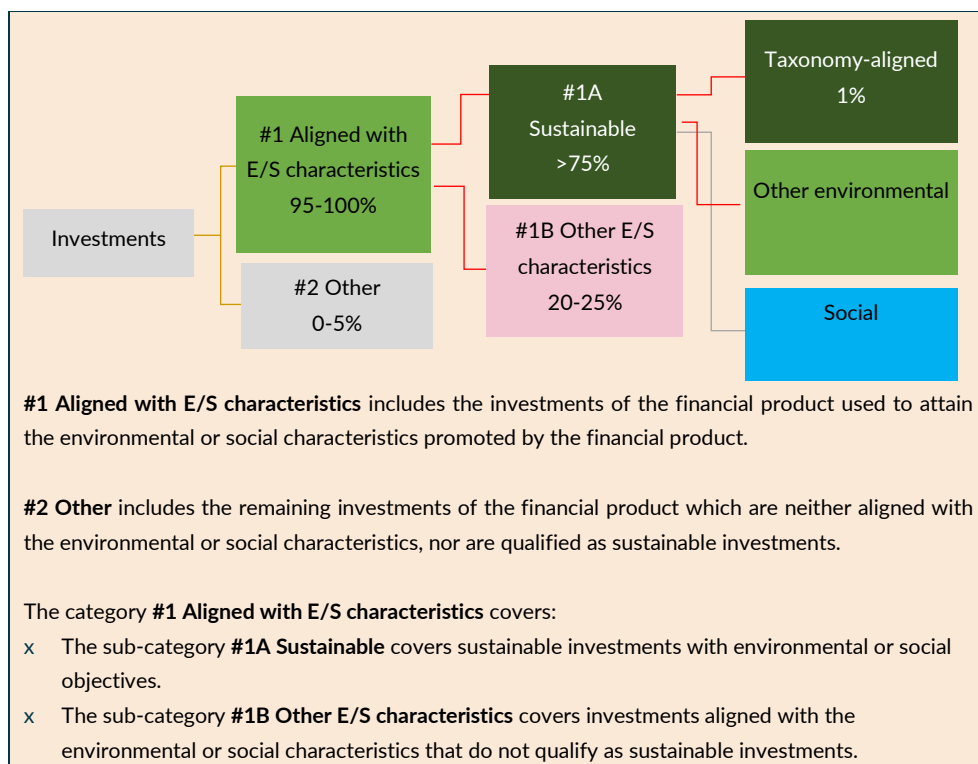 Investments
#1 Aligned with
E/S characteristics
95-100%
#2 Other
0-5%
#1A
Sustainable
>75%
#1B Other E/S
characteristics
20-25%
Taxonomy-aligned
1%
Other environmental
Social
#1 Aligned with E/S characteristics includes the investments of the financial product used to attain
the environmental or social characteristics promoted by the financial product.
#2 Other includes the remaining investments of the financial product which are neither aligned with
the environmental or social characteristics, nor are qualified as sustainable investments.
The category #1 Aligned with E/S characteristics covers:
x The sub-category #1A Sustainable covers sustainable investments with environmental or social
objectives.
x The sub-category #1B Other E/S characteristics covers investments aligned with the
environmental or social characteristics that do not qualify as sustainable investments.